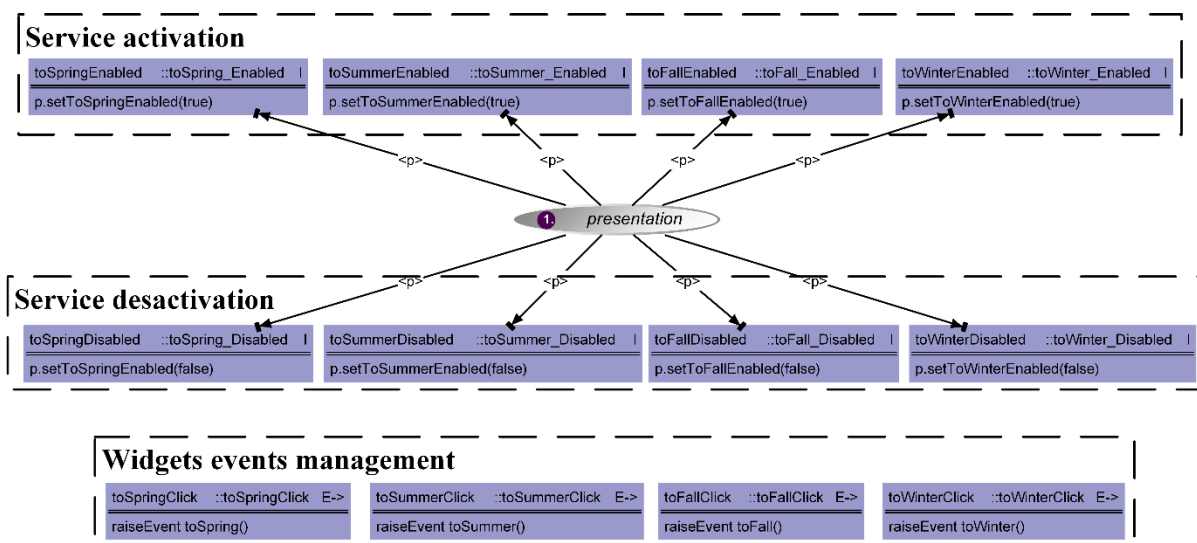 Service activation
toSpringEnabled ::toSpring_Enabled I
p.setToSpringEnabled(true)
toSummerEnabled ::toSummer_Enabled I
p.setToSummerEnabled(true)
toFallEnabled ::toFall_Enabled I
p.setToFallEnabled(true)
toWinterEnabled ::toWinter_Enabled I
p.setToWinterEnabled(true)
<p> <p> <p> <p>
1. presentation
<p> <p> <p> <p>
Service desactivation
toSpringDisabled ::toSpring_Disabled I
p.setToSpringEnabled(false)
toSummerDisabled ::toSummer_Disabled I
p.setToSummerEnabled(false)
toFallDisabled ::toFall_Disabled I
p.setToFallEnabled(false)
toWinterDisabled ::toWinter_Disabled I
p.setToWinterEnabled(false)
Widgets events management
toSpringClick ::toSpringClick E->
raiseEvent toSpring()
toSummerClick ::toSummerClick E->
raiseEvent toSummer()
toFallClick ::toFallClick E->
raiseEvent toFall()
toWinterClick ::toWinterClick E->
raiseEvent toWinter()